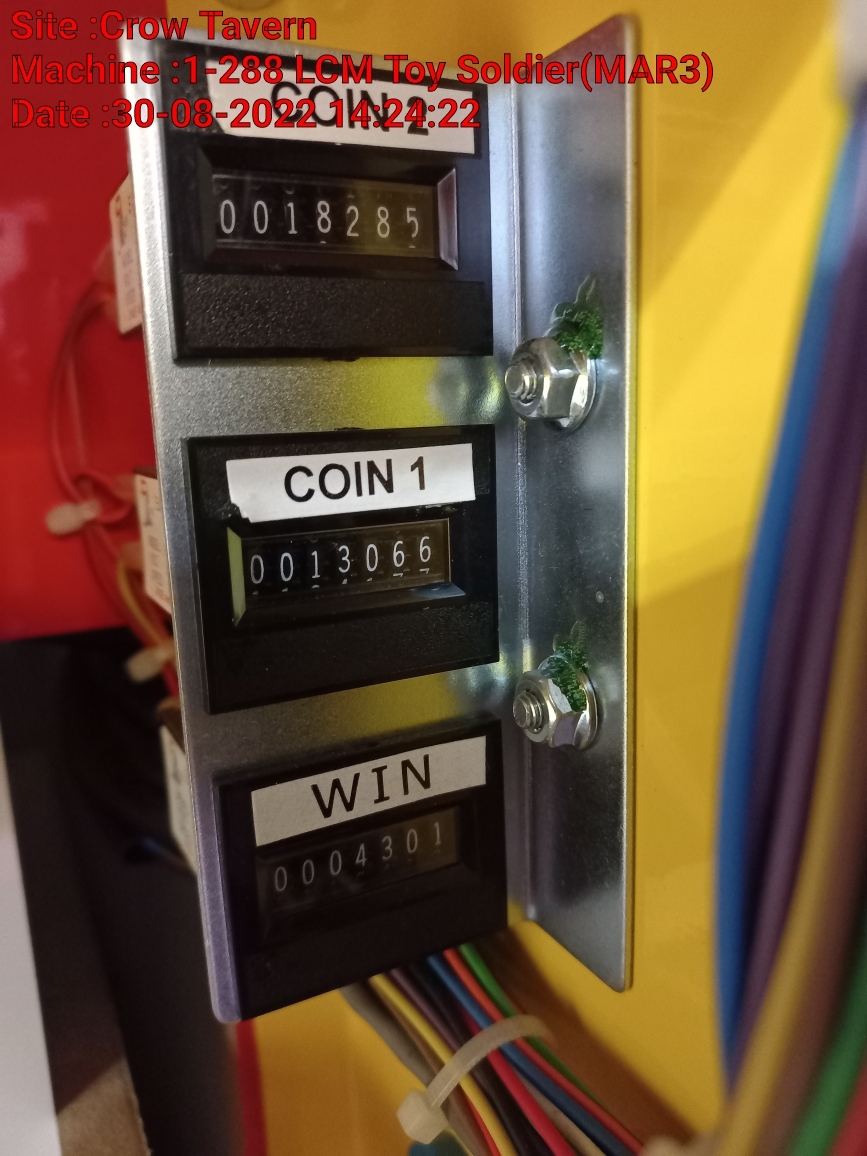 Site :Crow Tavern
Machine :1-288 LCM Toy Soldier(MAR3)
Date :30-08-2022 14:24:22
COIN 2
0018285
COIN 1
0013066
WIN
0004301